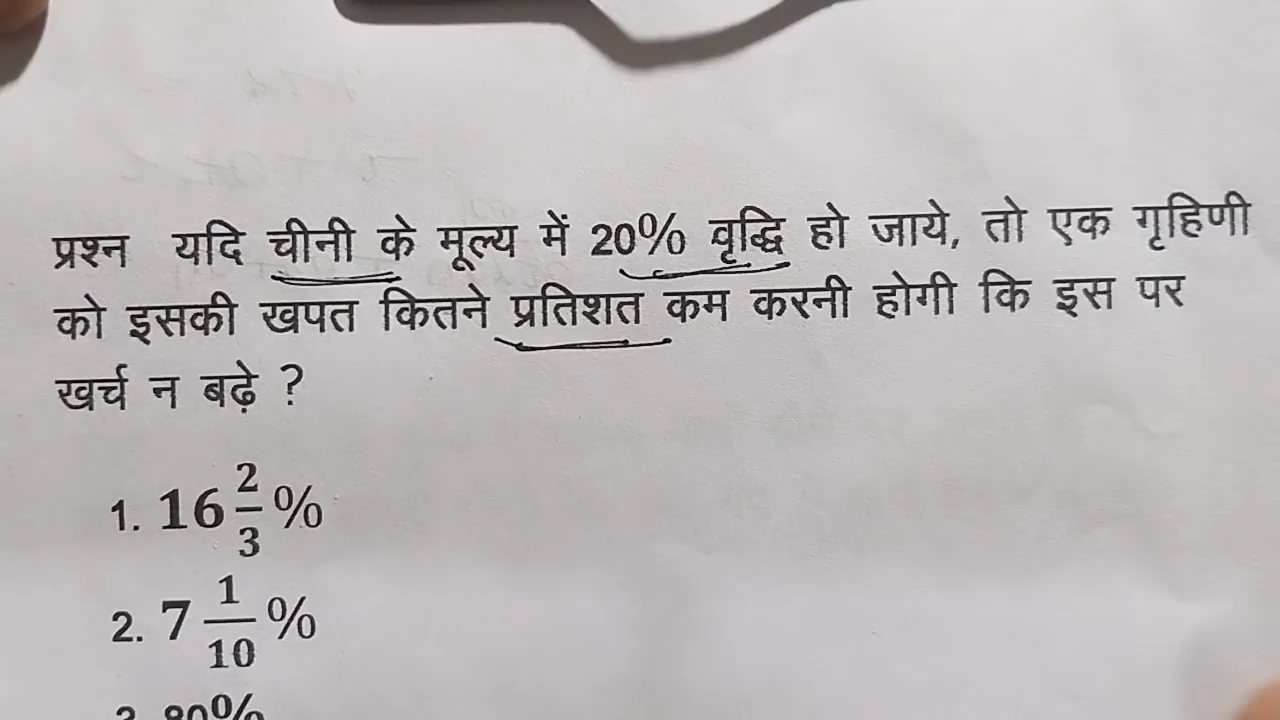 प्रश्न यदि चीनी के मूल्य में 20% वृद्धि हो जाये, तो एक गृहिणी
को इसकी खपत कितने प्रतिशत कम करनी होगी कि इस पर
खर्च न बढ़े ?
1. 16 2/3 %
2. 7 1/10 %